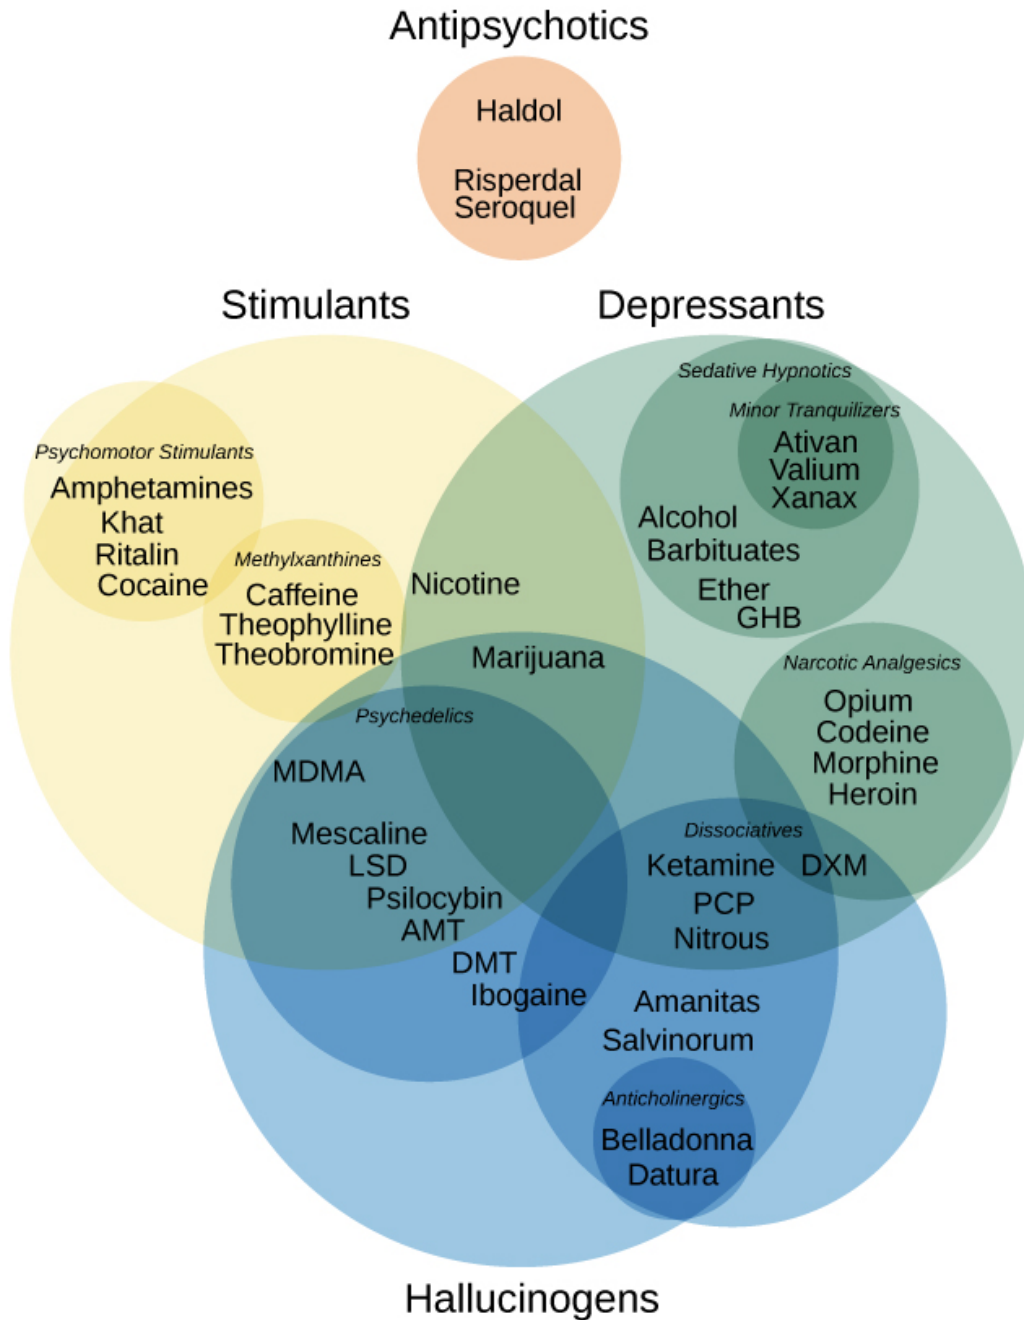 Antipsychotics
Haldol
Risperdal
Seroquel
Stimulants
Depressants
Psychomotor Stimulants
Amphetamines
Khat
Ritalin
Cocaine
Methylxanthines
Caffeine
Theophylline
Theobromine
Nicotine
Marijuana
Sedative Hypnotics
Minor Tranquilizers
Ativan
Valium
Xanax
Alcohol
Barbituates
Ether
GHB
Narcotic Analgesics
Opium
Codeine
Morphine
Heroin
Psychedelics
MDMA
Mescaline
LSD
Psilocybin
AMT
DMT
Ibogaine
Dissociatives
Ketamine
DXM
PCP
Nitrous
Amanitas
Salvinorum
Anticholinergics
Belladonna
Datura
Hallucinogens